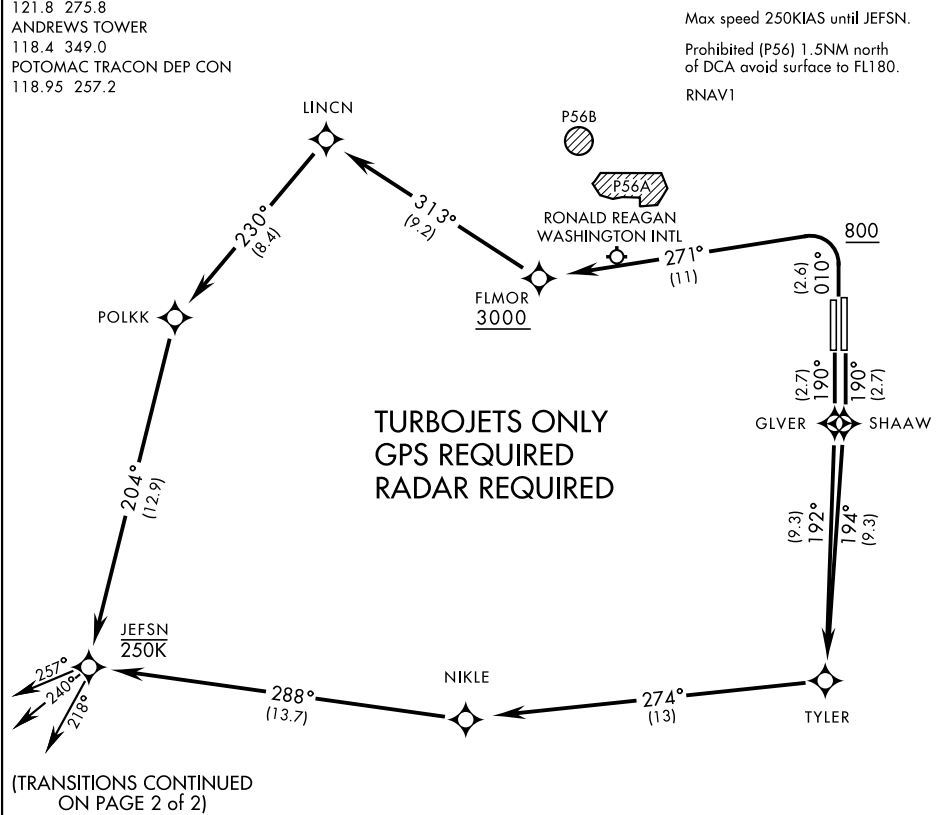 121.8 275.8
ANDREWS TOWER
118.4 349.0
POTOMAC TRACON DEP CON
118.95 257.2
Max speed 250KIAS until JEFSN.
Prohibited (P56) 1.5NM north
of DCA avoid surface to FL180.
RNAV1
LINCN
P56B
P56A
RONALD REAGAN
WASHINGTON INTL
313°
(9.2)
230°
(8.4)
271°
(11)
800
(2.6)
010°
FLMOR
3000
POLKK
(2.7)
190°
190°
(2.7)
GLVER
SHAAW
TURBOJETS ONLY
GPS REQUIRED
RADAR REQUIRED
204°
(12.9)
(9.3)
192°
194°
(9.3)
JEFSN
250K
257°
240°
218°
288°
(13.7)
NIKLE
274°
(13)
TYLER
(TRANSITIONS CONTINUED
ON PAGE 2 of 2)